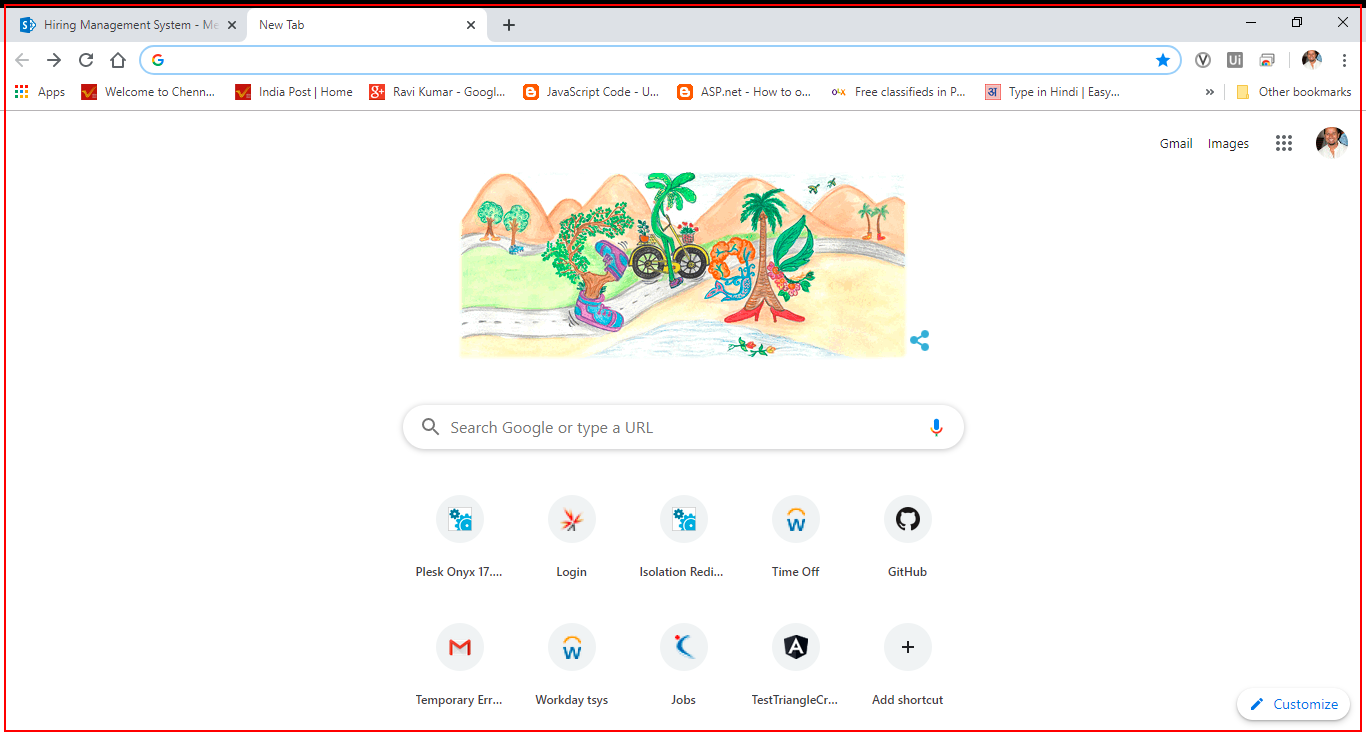 Hiring Management System - Me
New Tab
Apps
Welcome to Chenn...
India Post | Home
Ravi Kumar - Googl...
JavaScript Code - U...
ASP.net - How to o...
OLX
Free classifieds in P...
अ
Type in Hindi | Easy...
»
Other bookmarks
Gmail
Images
Search Google or type a URL
Plesk Onyx 17....
Login
Isolation Redi...
Time Off
GitHub
Temporary Err...
Workday tsys
Jobs
TestTriangleCr...
Add shortcut
Customize